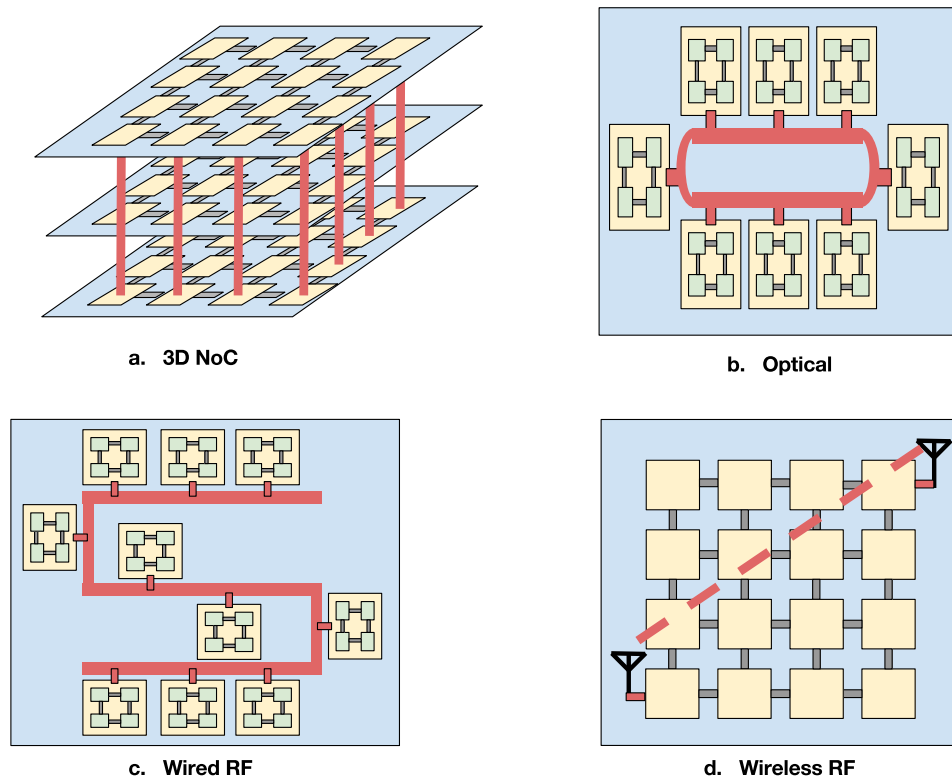 a. 3D NoC
b. Optical
c. Wired RF
d. Wireless RF